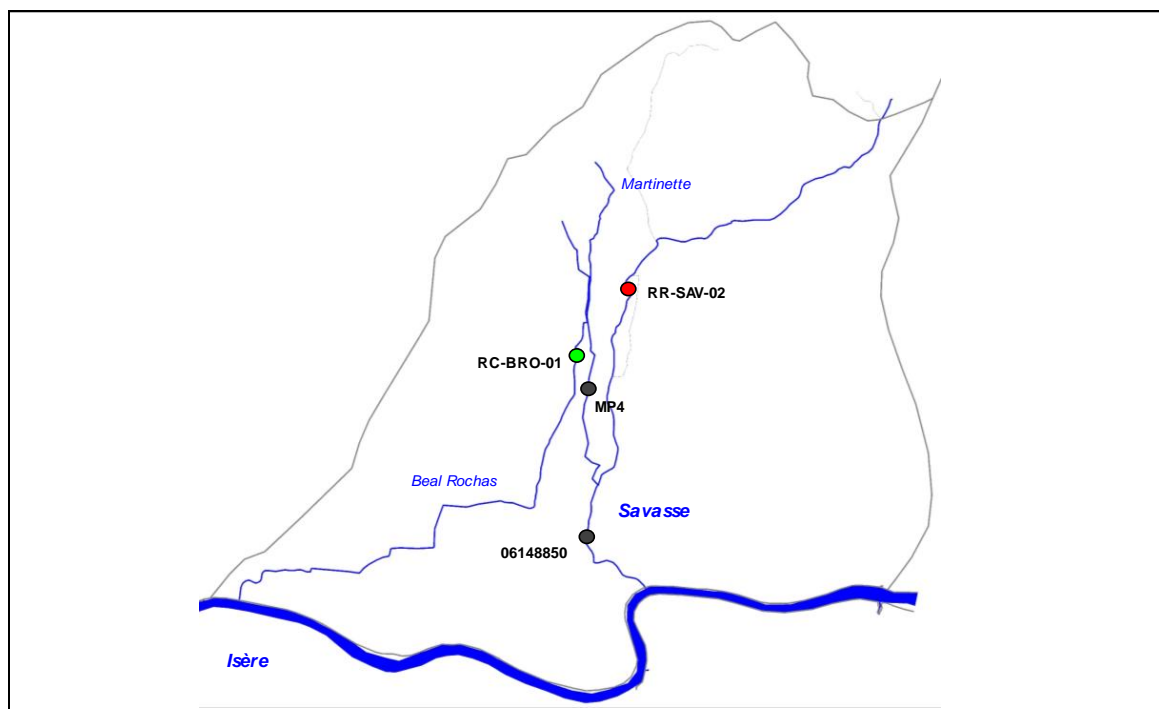 Martinette
RR-SAV-02
RC-BRO-01
MP4
Beal Rochas
Savasse
06148850
Isère